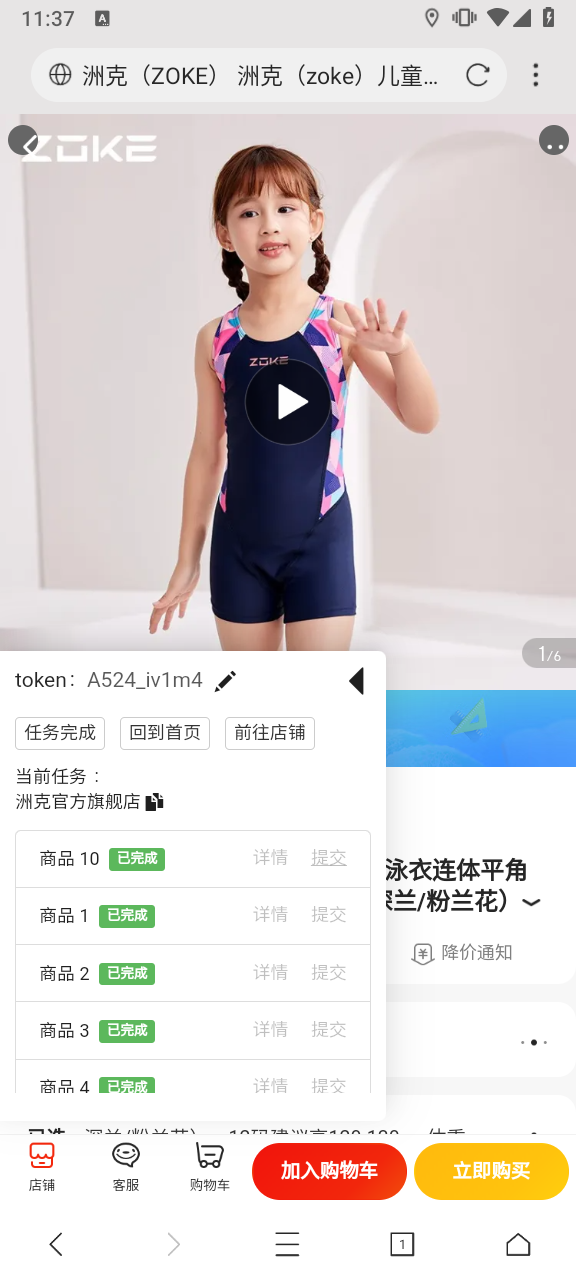 11:37
A
洲克（ZOKE） 洲克（zoke）儿童...
ZOKE
ZOKE
1/6
token： A524_iv1m4
任务完成 回到首页 前往店铺
当前任务：
洲克官方旗舰店
商品 10 已完成 详情 提交
泳衣连体平角
兰/粉兰花）
商品 1 已完成 详情 提交
降价通知
商品 2 已完成 详情 提交
商品 3 已完成 详情 提交
商品 4 已完成 详情 提交
已选
店铺 客服 购物车 加入购物车 立即购买
1